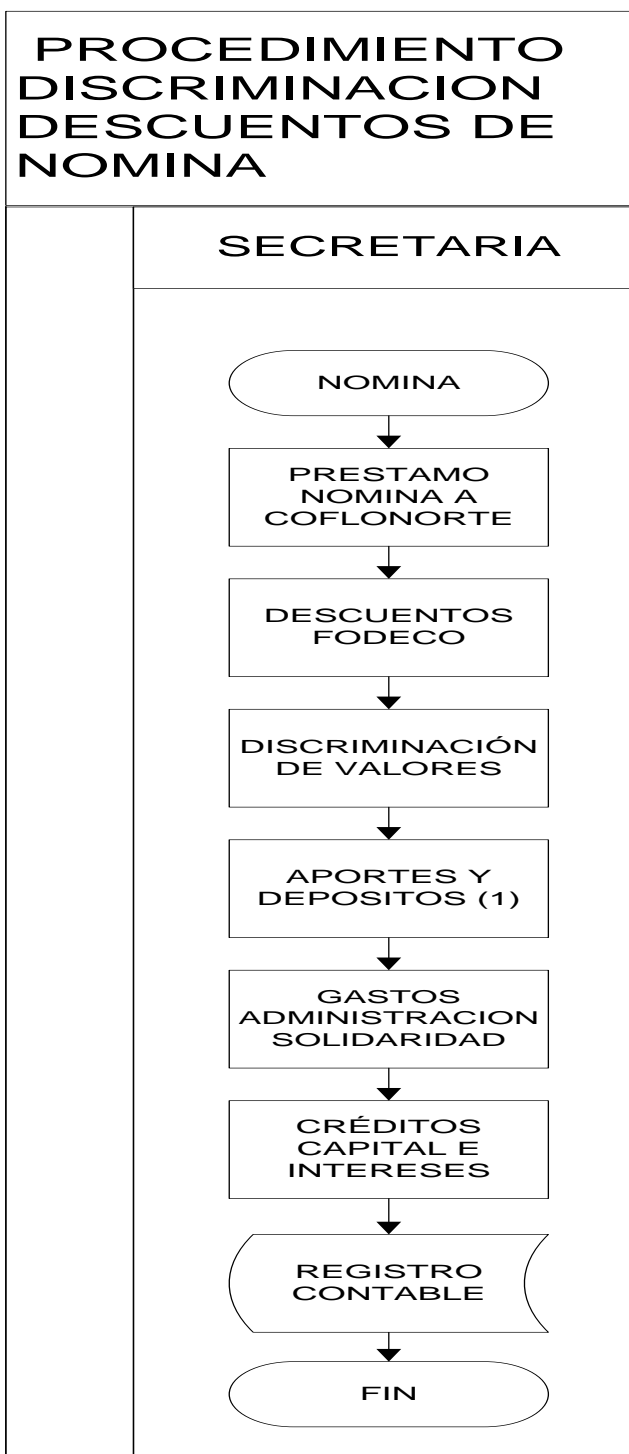 PROCEDIMIENTO
DISCRIMINACION
DESCUENTOS DE
NOMINA
SECRETARIA
NOMINA
PRESTAMO
NOMINA A
COFLONORTE
DESCUENTOS
FODECO
DISCRIMINACIÓN
DE VALORES
APORTES Y
DEPOSITOS (1)
GASTOS
ADMINISTRACION
SOLIDARIDAD
CRÉDITOS
CAPITAL E
INTERESES
REGISTRO
CONTABLE
FIN